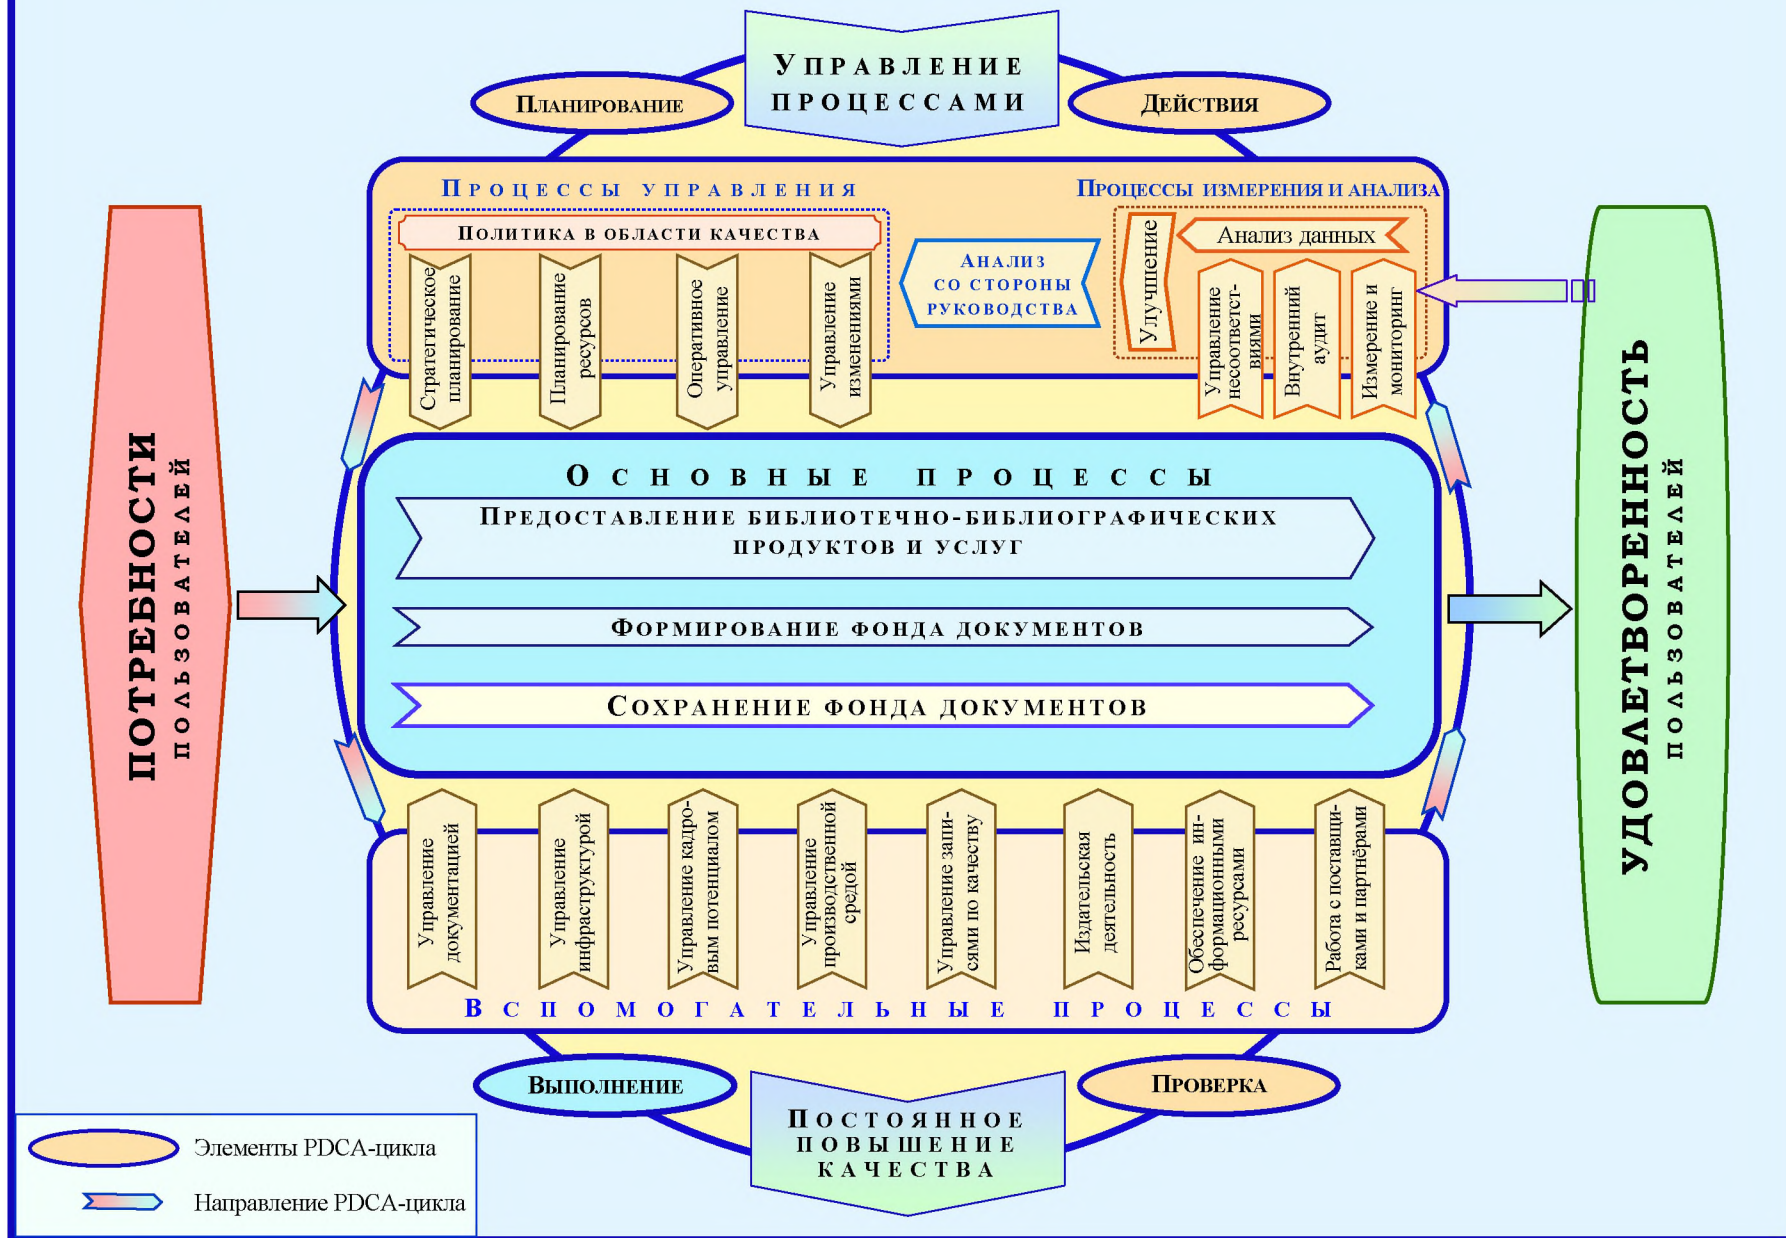 Управление
процессами
Планирование
Действия
Процессы управления
Процессы измерения и анализа
Политика в области качества
Стратегическое
планирование
Планирование
ресурсов
Оперативное
управление
Управление
изменениями
Анализ
со стороны
руководства
Улучшение
Анализ данных
Управление
несоответст-
виями
Внутренний
аудит
Измерение и
мониторинг
ПОТРЕБНОСТИ
ПОЛЬЗОВАТЕЛЕЙ
Основные процессы
Предоставление библиотечно-библиографических
продуктов и услуг
Формирование фонда документов
Сохранение фонда документов
УДОВЛЕТВОРЕННОСТЬ
ПОЛЬЗОВАТЕЛЕЙ
Управление
документацией
Управление
инфраструктурой
Управление кадро-
вым потенциалом
Управление
производственной
средой
Управление запи-
сями по качеству
Издательская
деятельность
Обеспечение ин-
формационными
ресурсами
Работа с поставщи-
ками и партнёрами
Вспомогательные процессы
Выполнение
Проверка
Постоянное
повышение
качества
Элементы PDCA-цикла
Направление PDCA-цикла